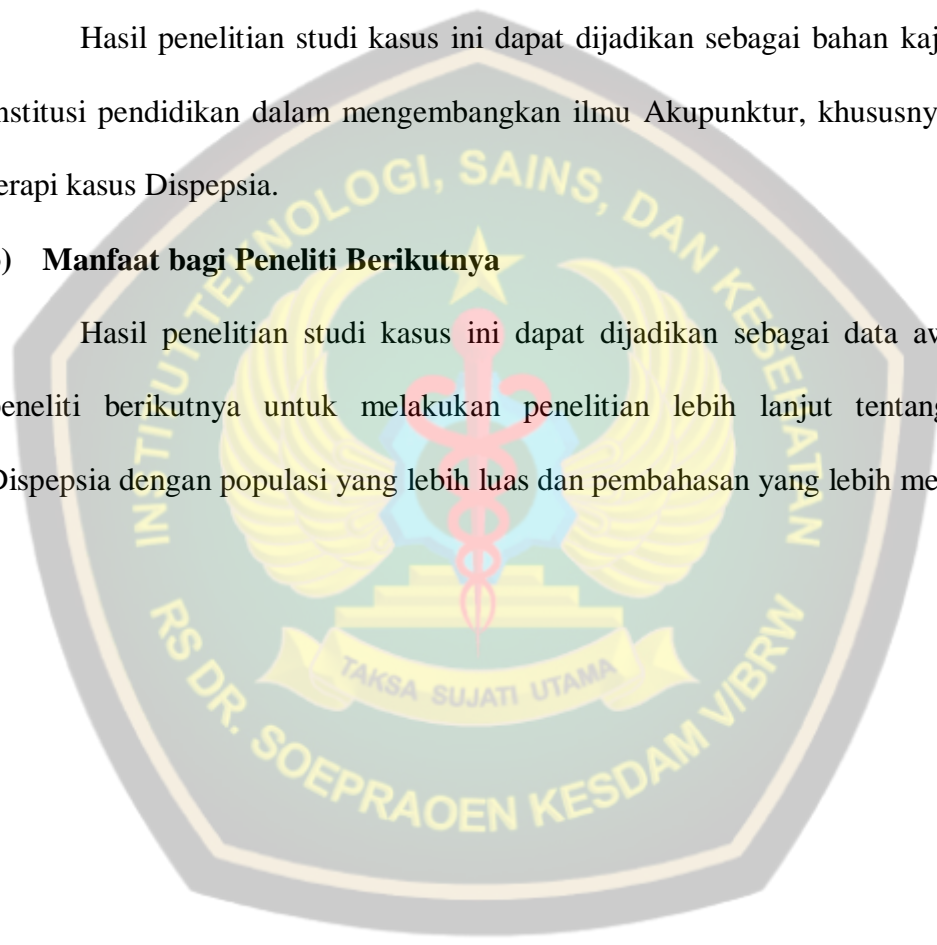 Hasil penelitian studi kasus ini dapat dijadikan sebagai bahan kaj
nstitusi pendidikan dalam mengembangkan ilmu Akupunktur, khususny
erapi kasus Dispepsia.
) Manfaat bagi Peneliti Berikutnya
Hasil penelitian studi kasus ini dapat dijadikan sebagai data aw
eneliti berikutnya untuk melakukan penelitian lebih lanjut tentang
Dispepsia dengan populasi yang lebih luas dan pembahasan yang lebih me
INSTITUT TEKNOLOGI, SAINS, DAN KESEHATAN
TAKSA SUJATI UTAMA
RS DR. SOEPRAOEN KESDAM V/BRW